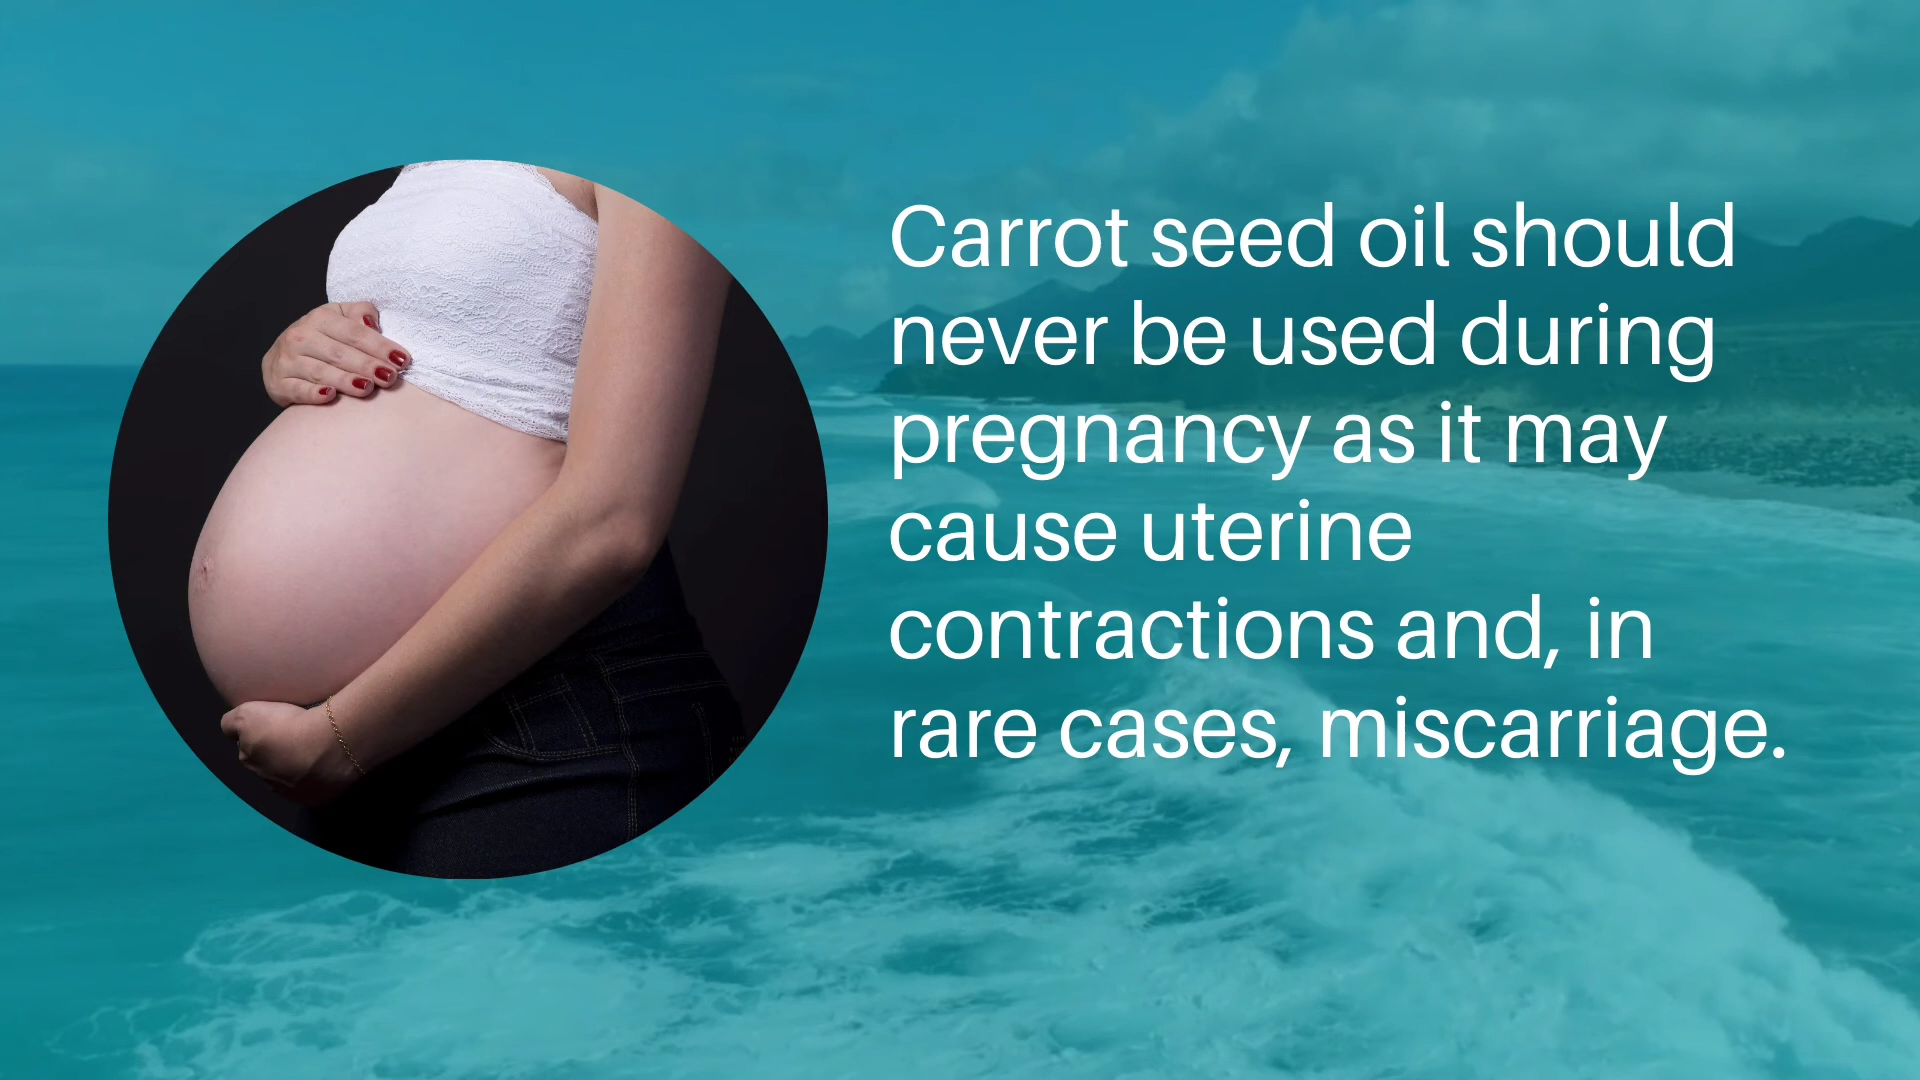 Carrot seed oil should
never be used during
pregnancy as it may
cause uterine
contractions and, in
rare cases, miscarriage.